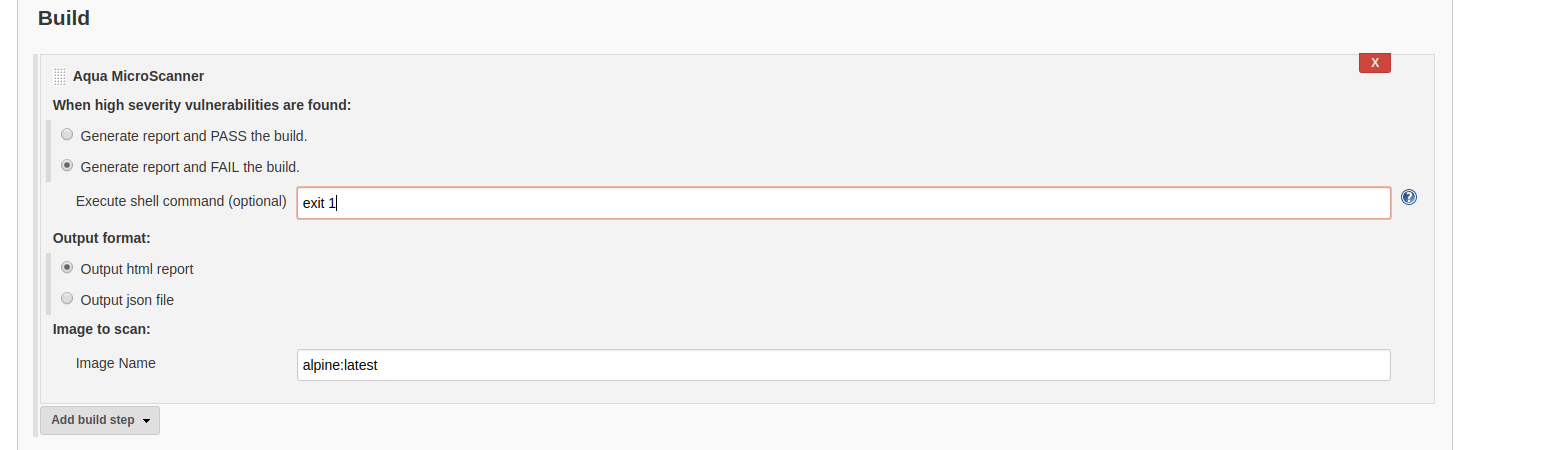 Build
Aqua MicroScanner
X
When high severity vulnerabilities are found:
Generate report and PASS the build.
Generate report and FAIL the build.
Execute shell command (optional) exit 1 ?
Output format:
Output html report
Output json file
Image to scan:
Image Name alpine:latest
Add build step